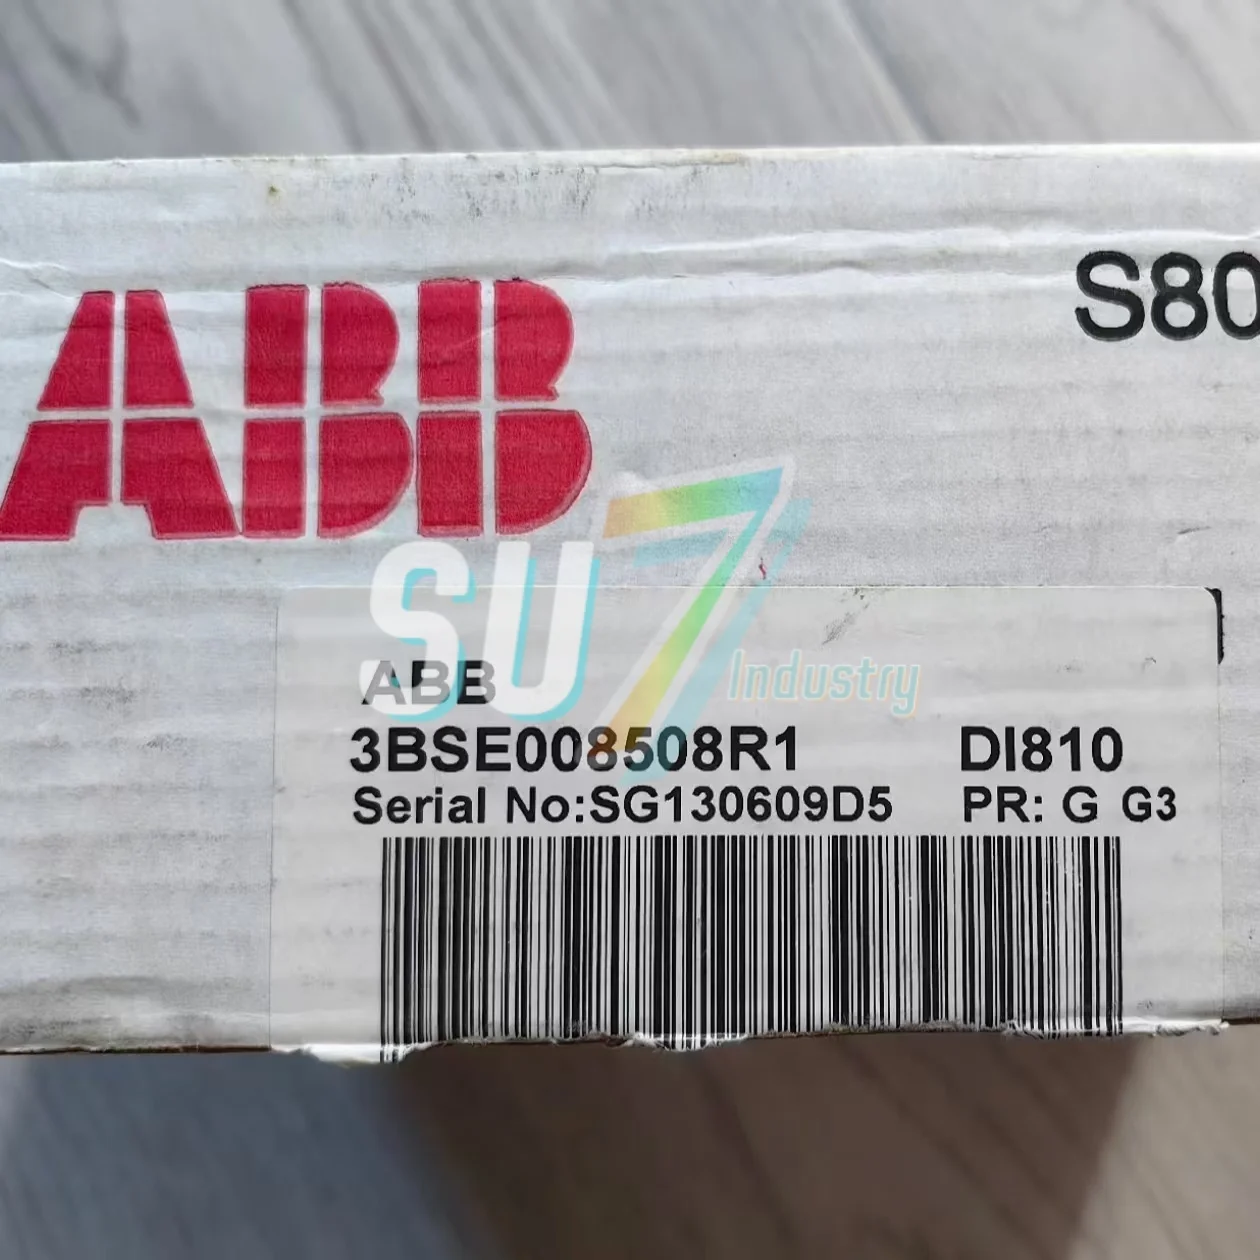 ABB
S80
SU7
Industry
ABB
3BSE008508R1 DI810
Serial No:SG130609D5 PR: G G3